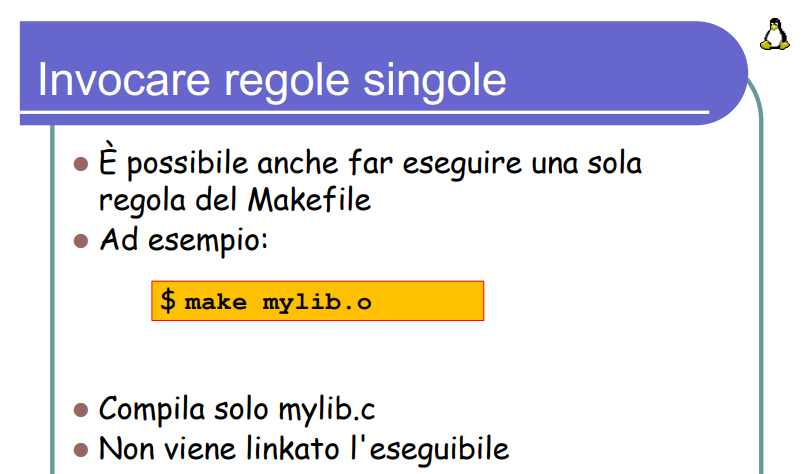 Invocare regole singole
È possibile anche far eseguire una sola
regola del Makefile
Ad esempio:
$ make mylib.o
Compila solo mylib.c
Non viene linkato l'eseguibile